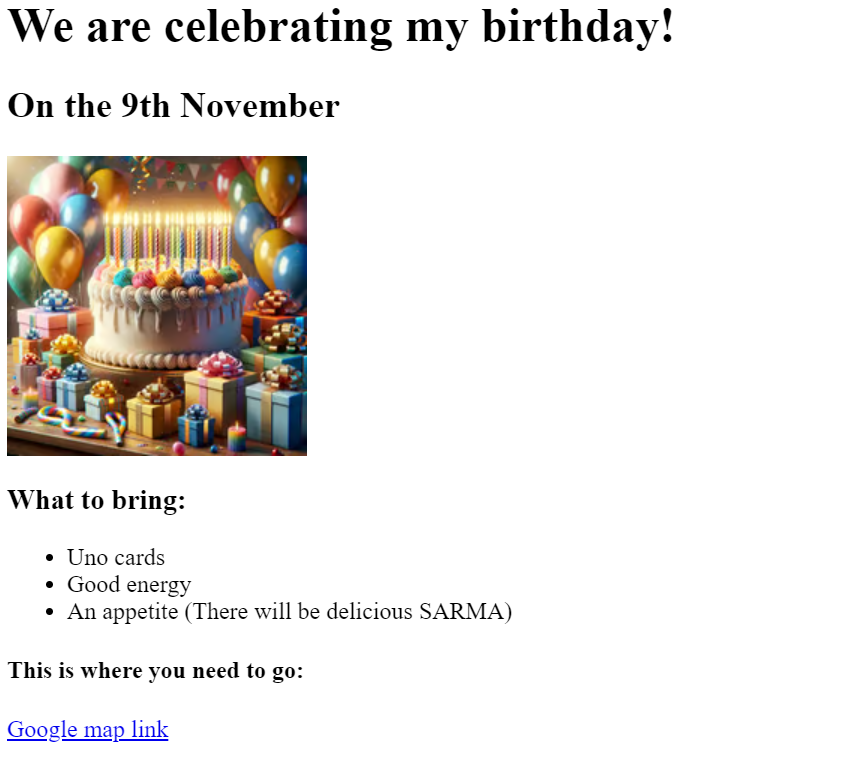 We are celebrating my birthday!
On the 9th November
What to bring:
• Uno cards
• Good energy
• An appetite (There will be delicious SARMA)
This is where you need to go:
Google map link